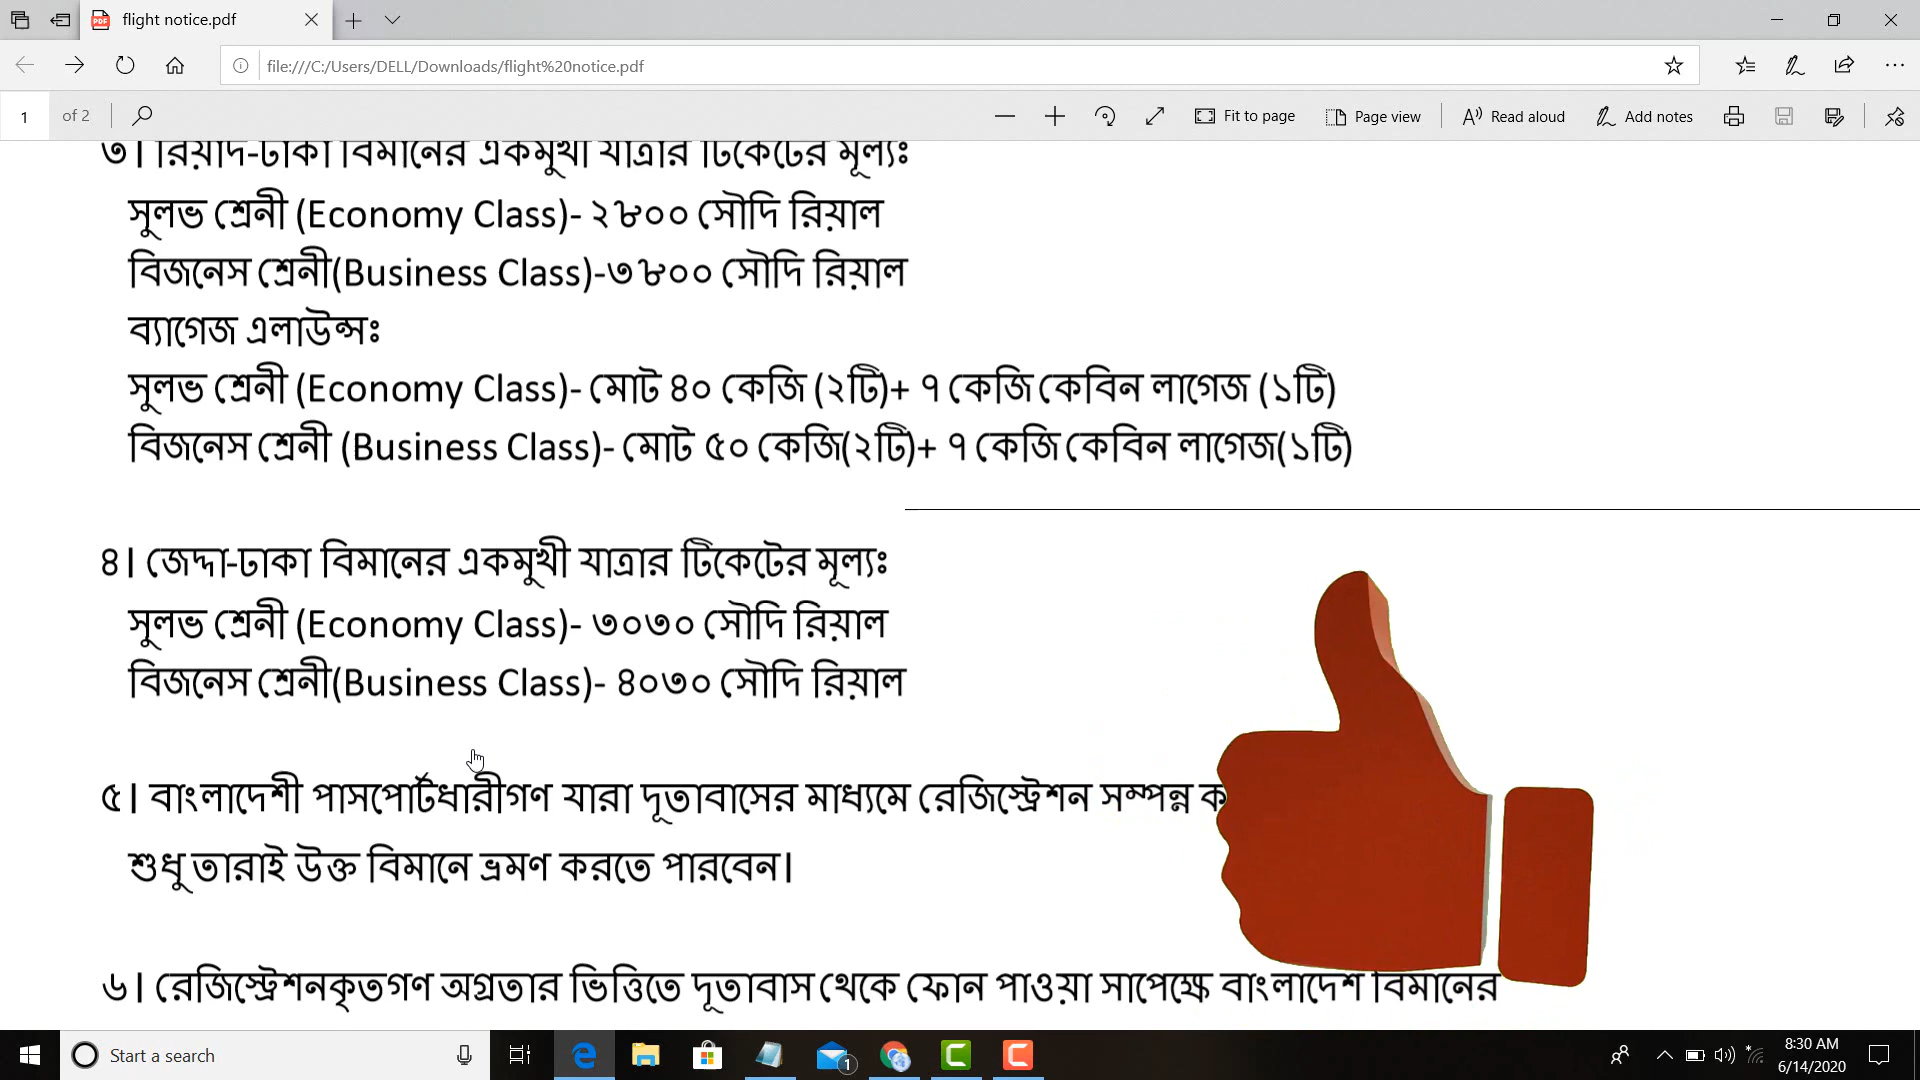 flight notice.pdf
file:///C:/Users/DELL/Downloads/flight%20notice.pdf
1 of 2 Fit to page Page view Read aloud Add notes
৩। রিয়াদ-ঢাকা বিমানের একমুখী যাত্রার টিকেটের মূল্যঃ
সুলভ শ্রেনী (Economy Class)- ২৮০০ সৌদি রিয়াল
বিজনেস শ্রেনী(Business Class)-৩৮০০ সৌদি রিয়াল
ব্যাগেজ এলাউন্সঃ
সুলভ শ্রেনী (Economy Class)- মোট ৪০ কেজি (২টি)+ ৭ কেজি কেবিন লাগেজ (১টি)
বিজনেস শ্রেনী (Business Class)- মোট ৫০ কেজি(২টি)+ ৭ কেজি কেবিন লাগেজ(১টি)
৪। জেদ্দা-ঢাকা বিমানের একমুখী যাত্রার টিকেটের মূল্যঃ
সুলভ শ্রেনী (Economy Class)- ৩০৩০ সৌদি রিয়াল
বিজনেস শ্রেনী(Business Class)- ৪০৩০ সৌদি রিয়াল
৫। বাংলাদেশী পাসপোর্টধারীগণ যারা দূতাবাসের মাধ্যমে রেজিস্ট্রেশন সম্পন্ন
শুধু তারাই উক্ত বিমানে ভ্রমণ করতে পারবেন।
৬। রেজিস্ট্রেশনকৃতগণ অগ্রতার ভিত্তিতে দূতাবাস থেকে ফোন পাওয়া সাপেক্ষে বাংলাদেশ বিমানের
Start a search
1
8:30 AM
6/14/2020